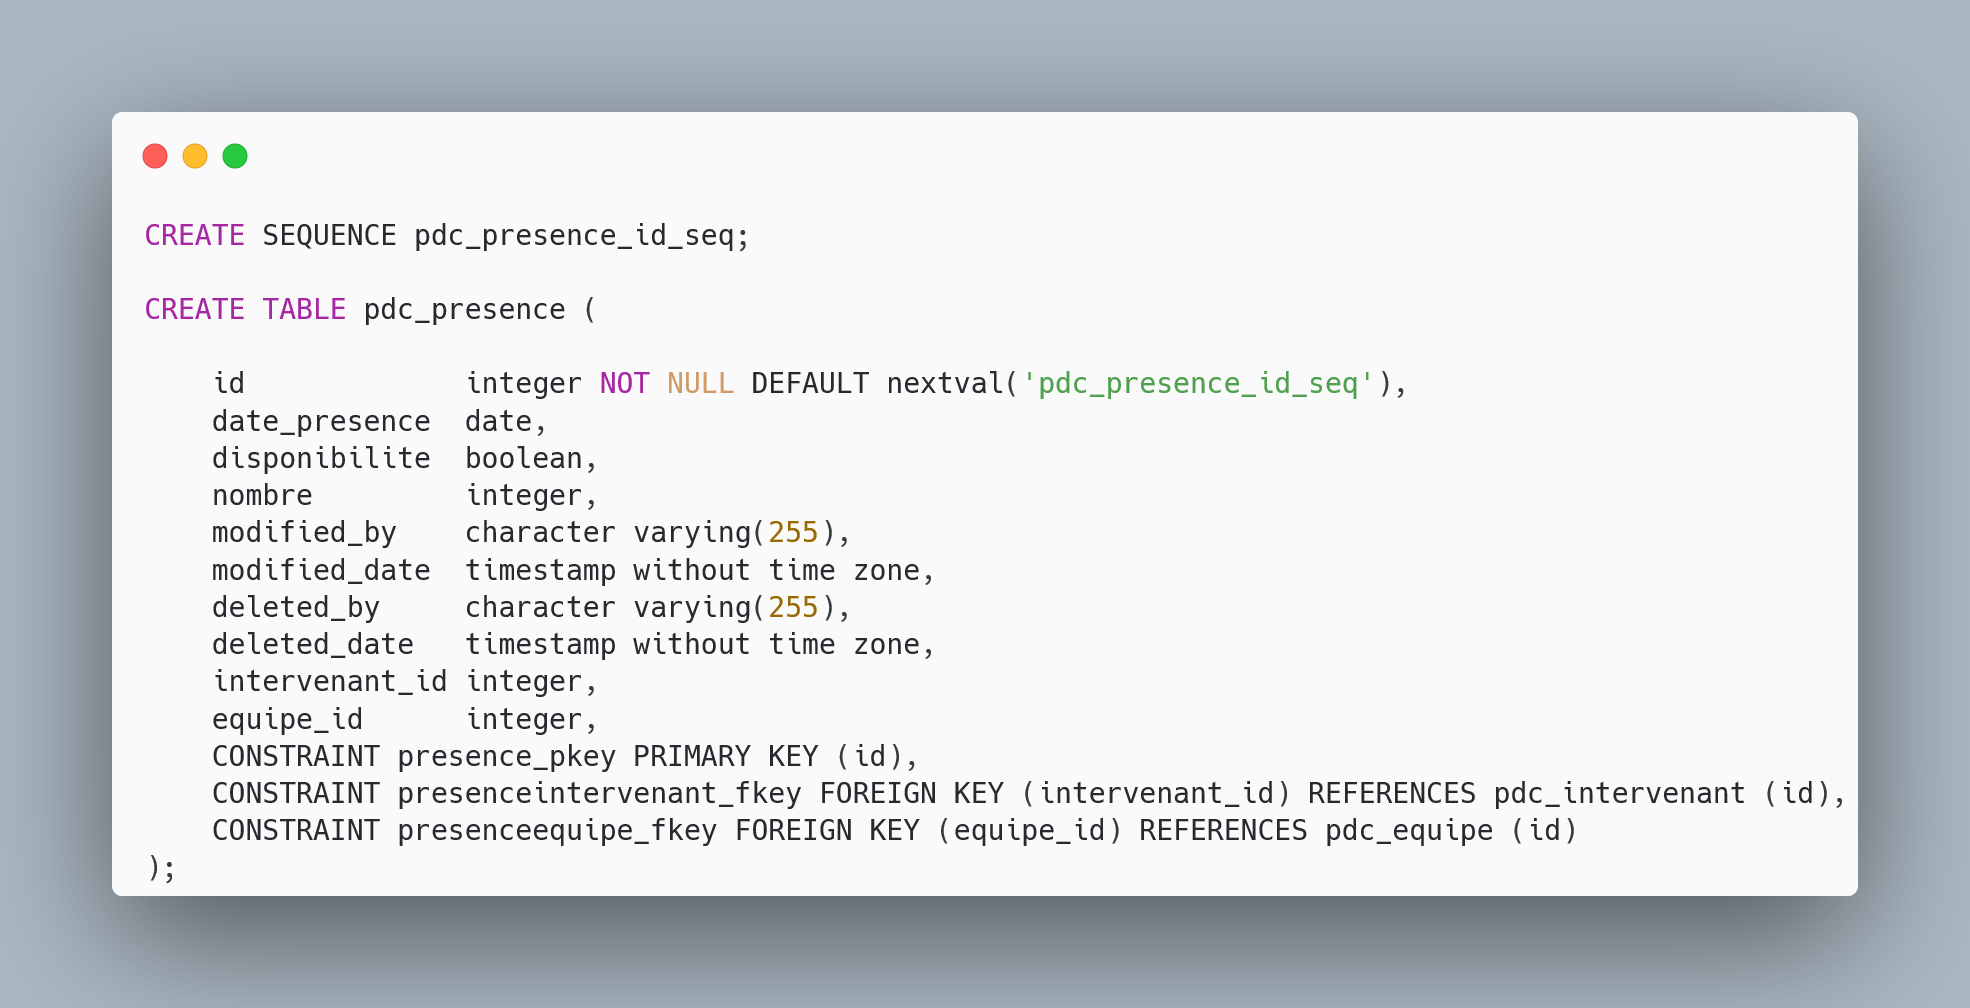 CREATE SEQUENCE pdc_presence_id_seq;
CREATE TABLE pdc_presence (
id integer NOT NULL DEFAULT nextval('pdc_presence_id_seq'),
date_presence date,
disponibilite boolean,
nombre integer,
modified_by character varying(255),
modified_date timestamp without time zone,
deleted_by character varying(255),
deleted_date timestamp without time zone,
intervenant_id integer,
equipe_id integer,
CONSTRAINT presence_pkey PRIMARY KEY (id),
CONSTRAINT presenceintervenant_fkey FOREIGN KEY (intervenant_id) REFERENCES pdc_intervenant (id),
CONSTRAINT presenceequipe_fkey FOREIGN KEY (equipe_id) REFERENCES pdc_equipe (id)
);